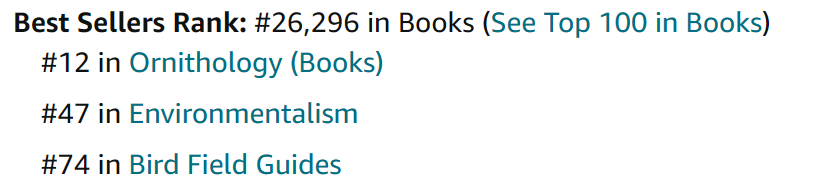 Best Sellers Rank: #26,296 in Books (See Top 100 in Books)
#12 in Ornithology (Books)
#47 in Environmentalism
#74 in Bird Field Guides